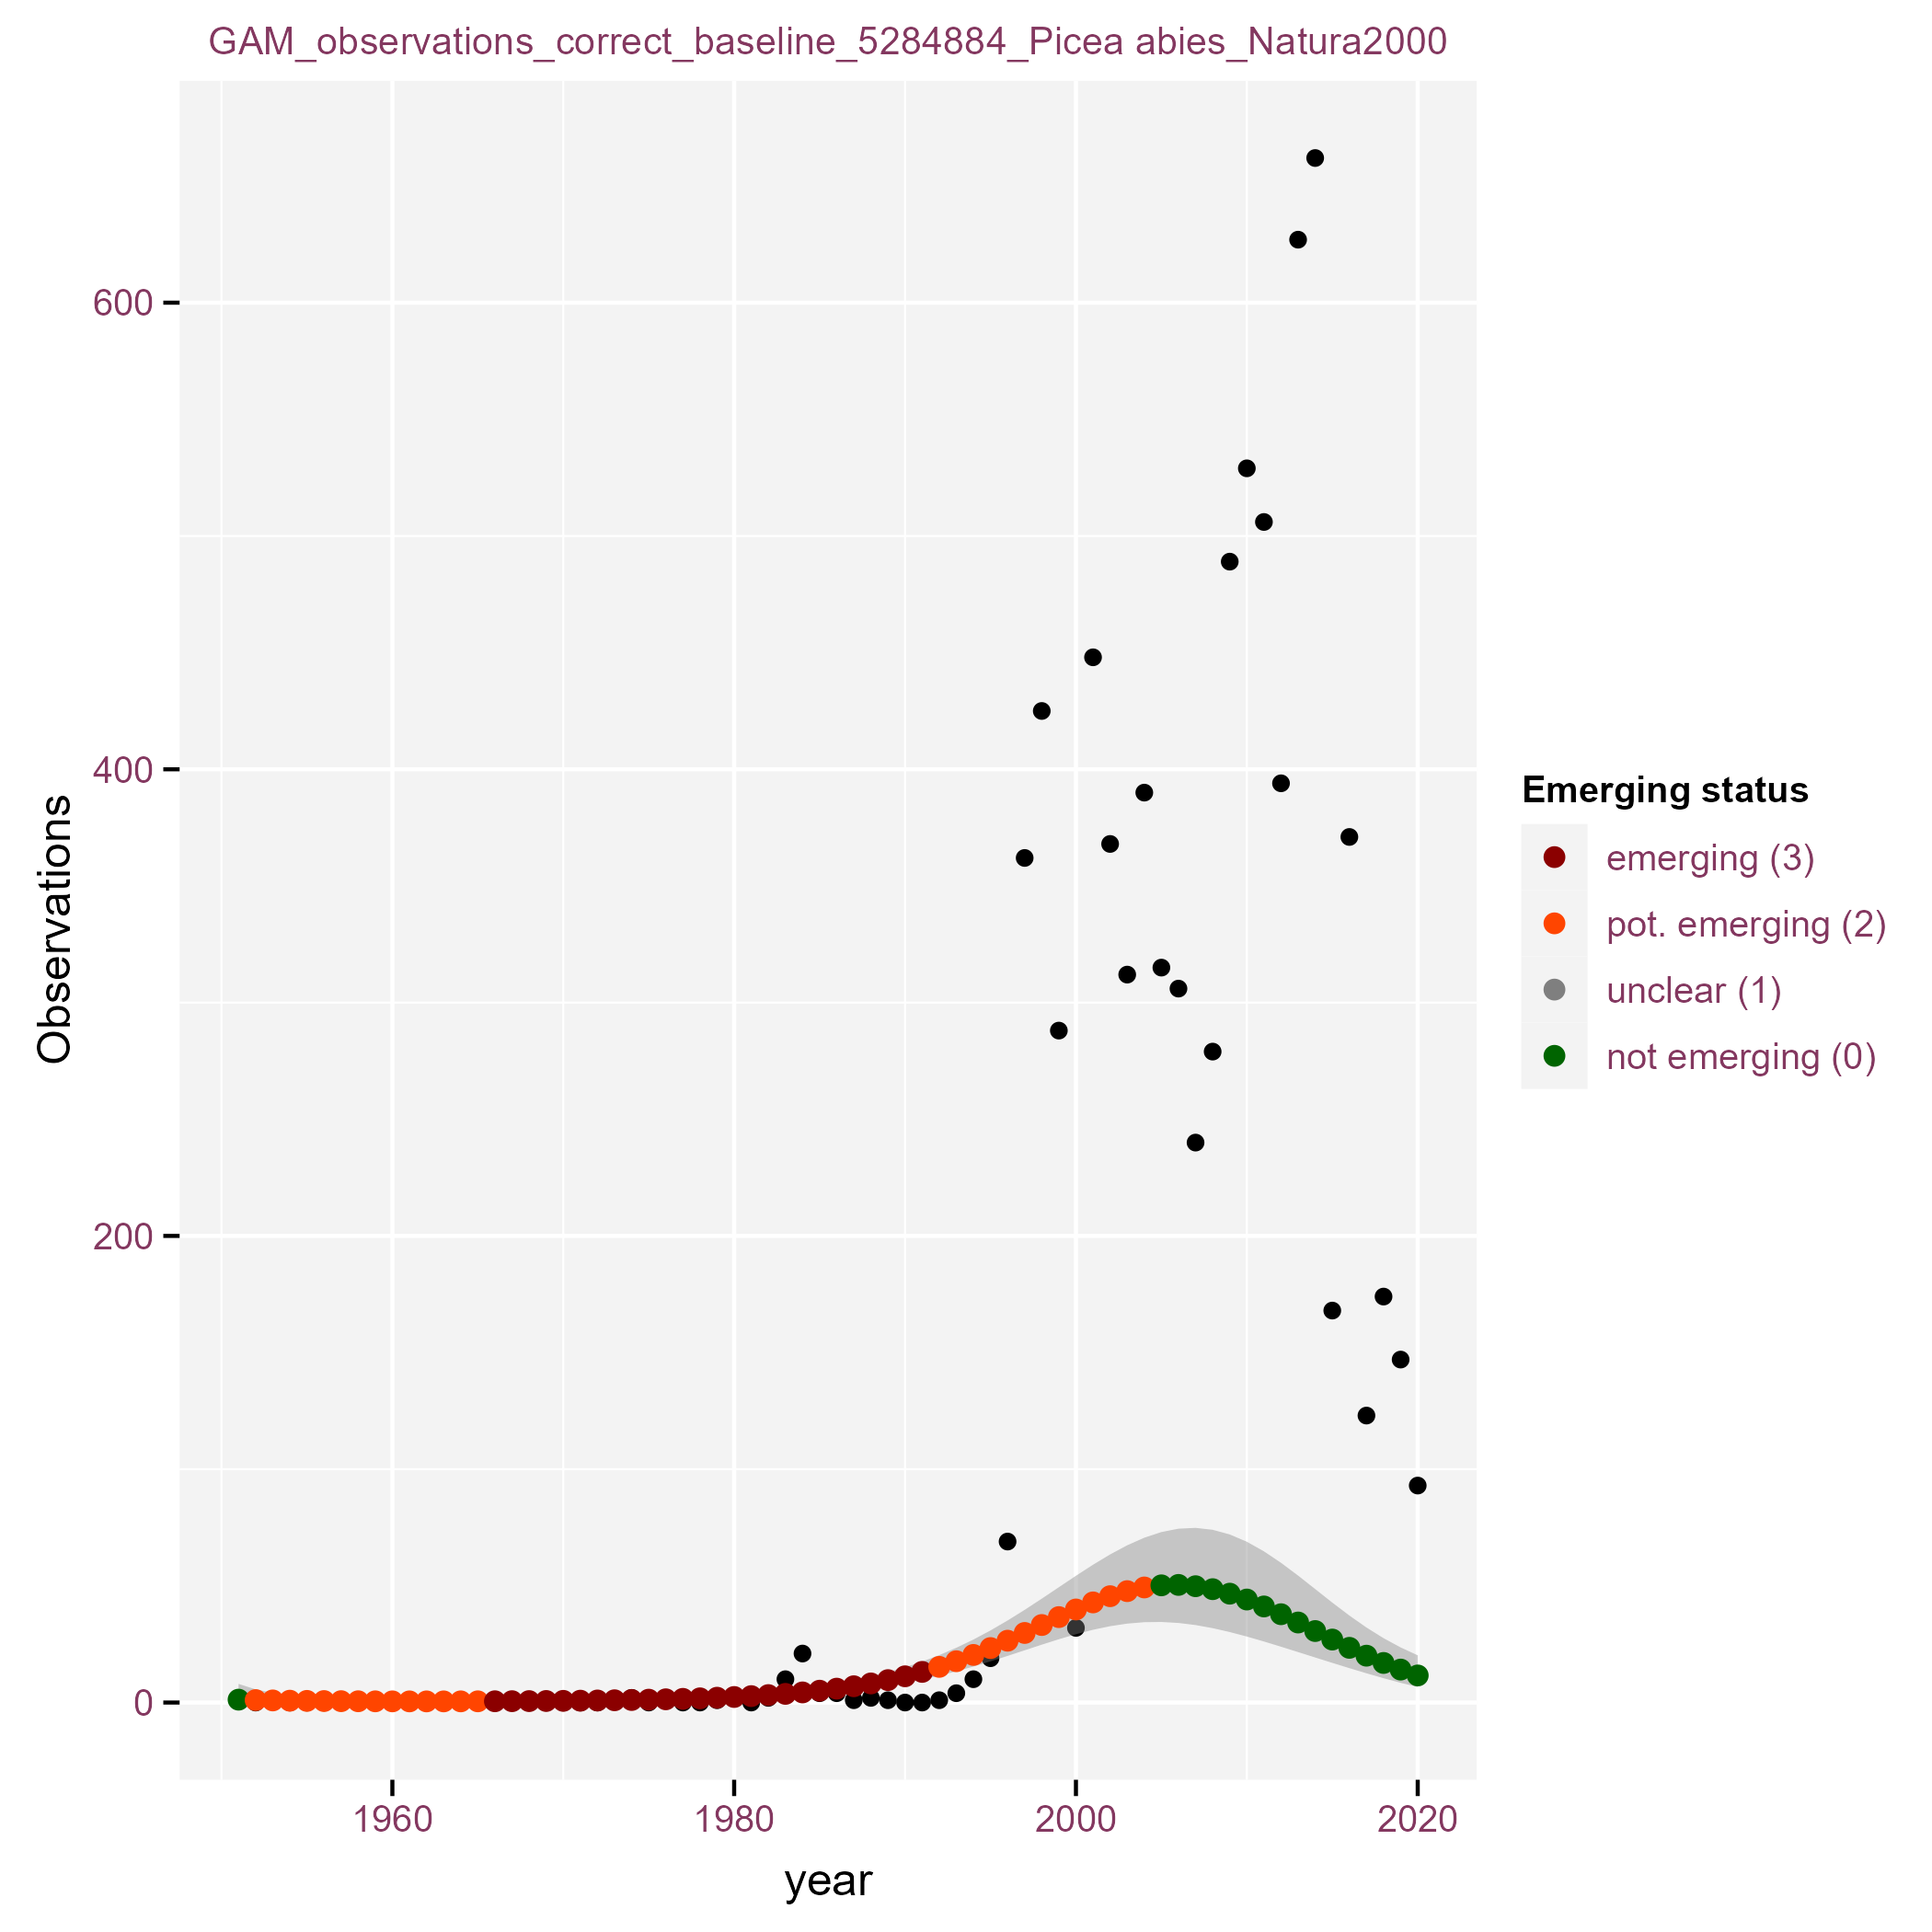 GAM_observations_correct_baseline_5284884_Picea abies_Natura2000
600
400
200
0
Observations
1960
1980
2000
2020
year
Emerging status
emerging (3)
pot. emerging (2)
unclear (1)
not emerging (0)